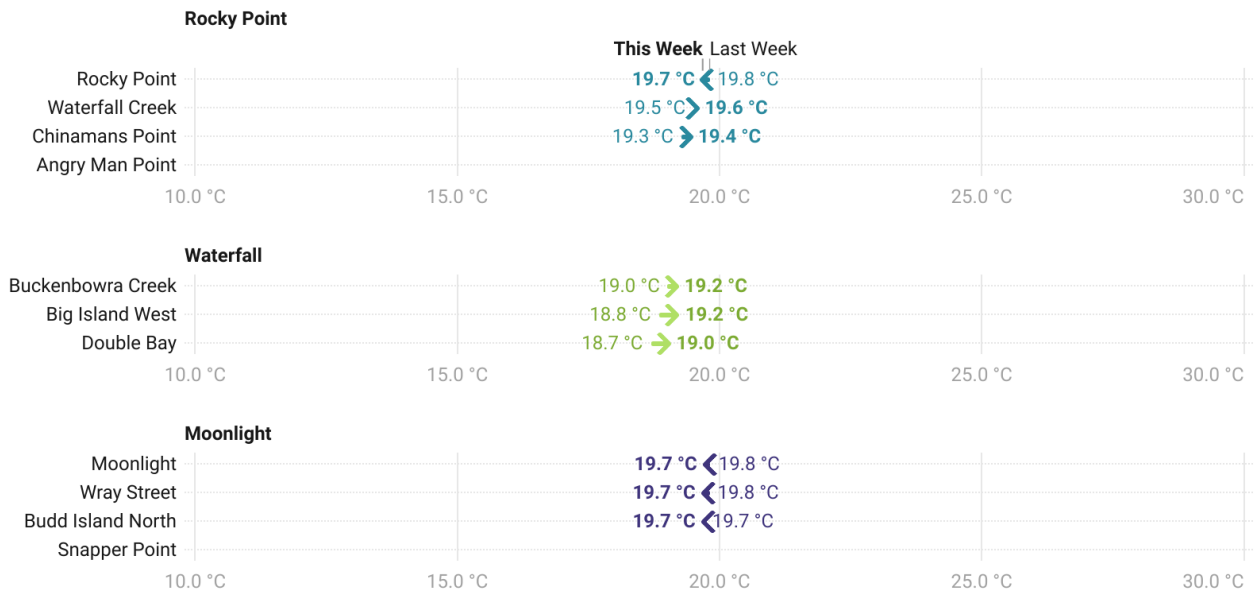 Rocky Point
This Week Last Week
Rocky Point 19.7 °C 19.8 °C
Waterfall Creek 19.5 °C 19.6 °C
Chinamans Point 19.3 °C 19.4 °C
Angry Man Point
10.0 °C 15.0 °C 20.0 °C 25.0 °C 30.0 °C
Waterfall
Buckenbowra Creek 19.0 °C 19.2 °C
Big Island West 18.8 °C 19.2 °C
Double Bay 18.7 °C 19.0 °C
10.0 °C 15.0 °C 20.0 °C 25.0 °C 30.0 °C
Moonlight
Moonlight 19.7 °C 19.8 °C
Wray Street 19.7 °C 19.8 °C
Budd Island North 19.7 °C 19.7 °C
Snapper Point
10.0 °C 15.0 °C 20.0 °C 25.0 °C 30.0 °C